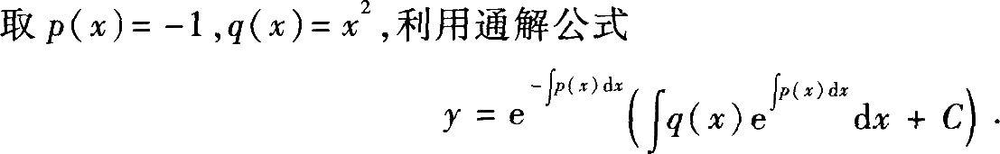 取 p(x)=-1,q(x)=x²,利用通解公式
y = e^{-∫p(x)dx}(∫q(x)e^{∫p(x)dx}dx + C).